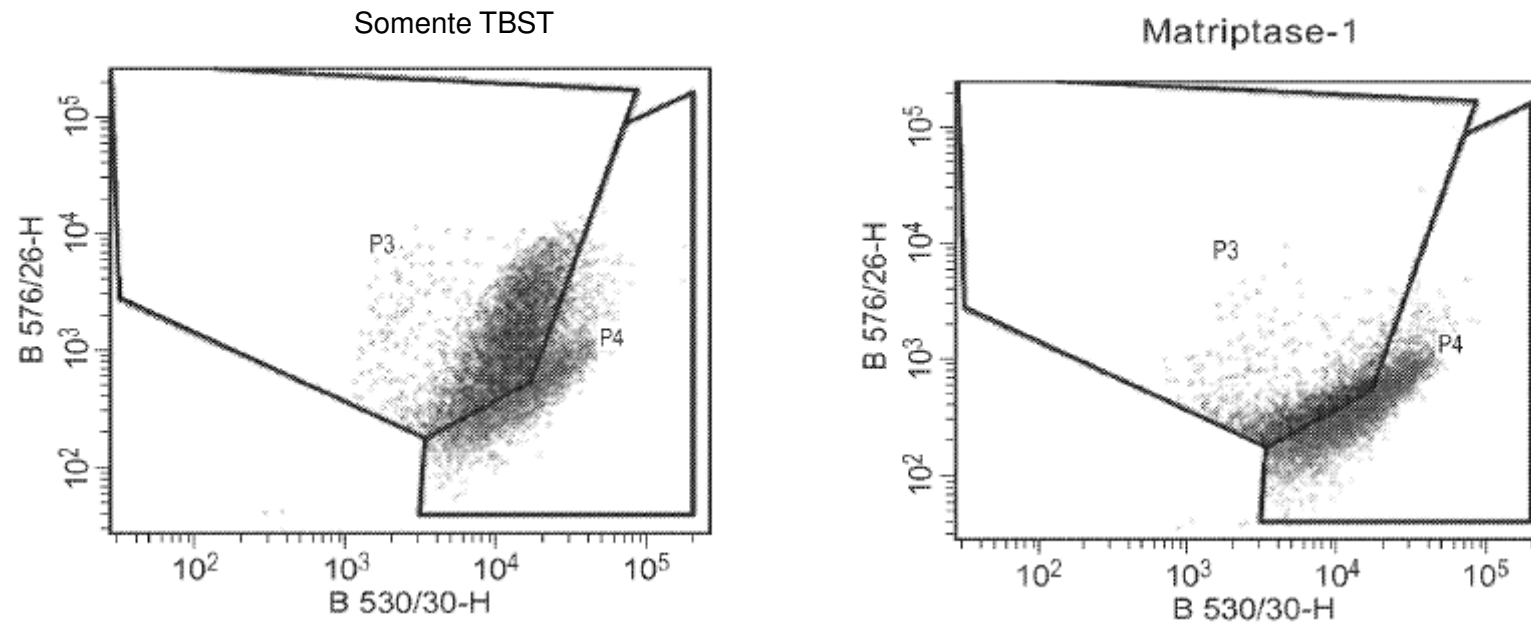 Somente TBST
10⁵
10⁴
10³
10²
B 576/26-H
P3
P4
10² 10³ 10⁴ 10⁵
B 530/30-H
Matriptase-1
10⁵
10⁴
10³
10²
B 576/26-H
P3
P4
10² 10³ 10⁴ 10⁵
B 530/30-H